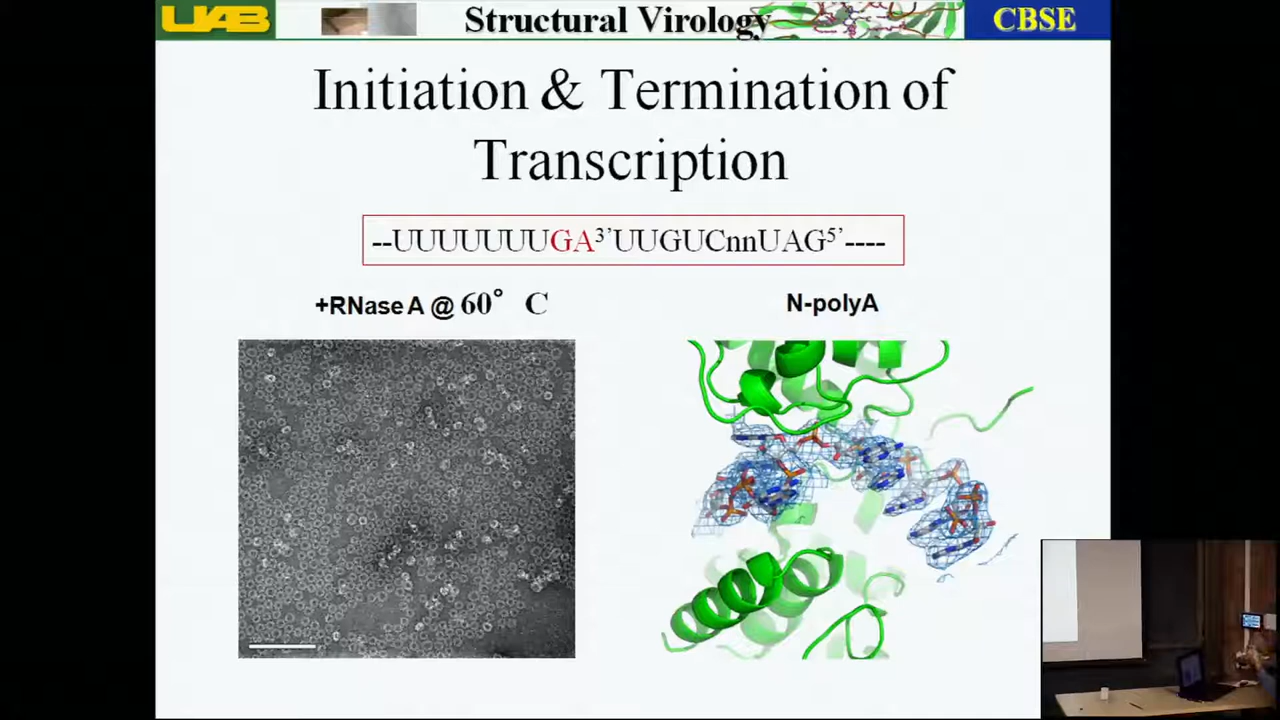 UAB
Structural Virology
CBSE
Initiation & Termination of
Transcription
--UUUUUUUGA3’UUGUCnnUAG5’----
+RNase A @ 60° C
N-polyA